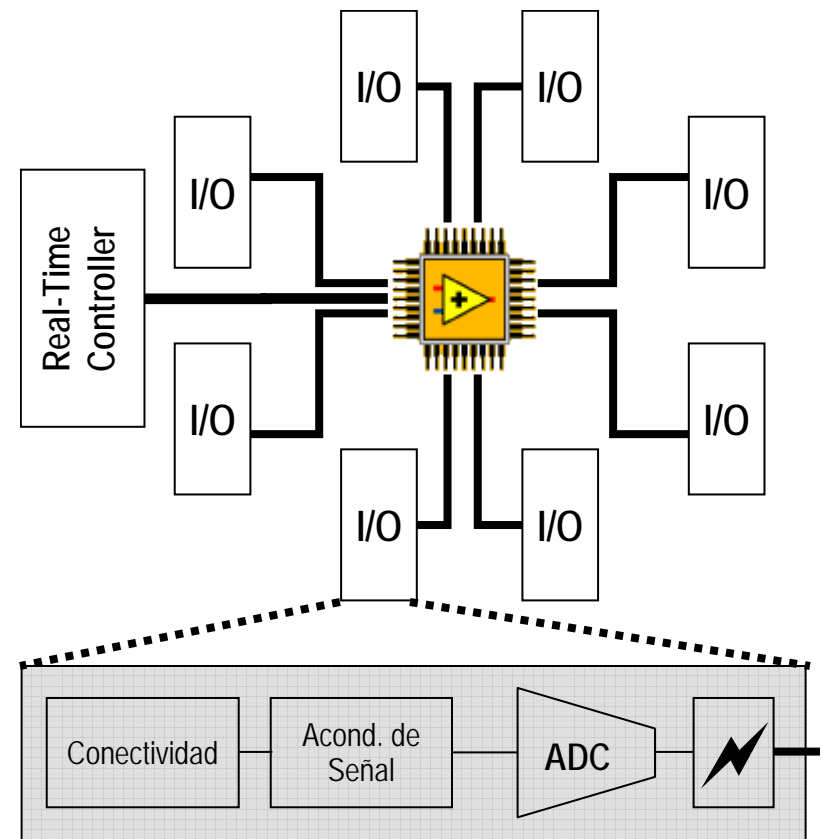 I/O
I/O
I/O
I/O
Real-Time
Controller
I/O
I/O
I/O
I/O
Conectividad
Acond. de
Señal
ADC